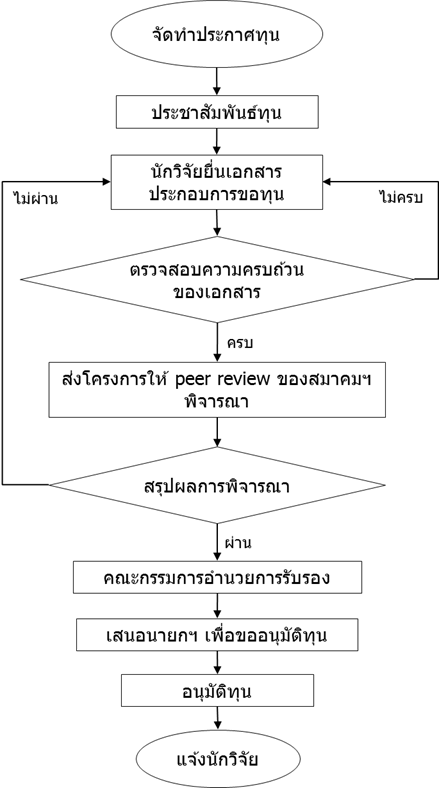 จัดทำประกาศทุน
ประชาสัมพันธ์ทุน
นักวิจัยยื่นเอกสาร
ประกอบการขอทุน
ไม่ผ่าน
ไม่ครบ
ตรวจสอบความครบถ้วน
ของเอกสาร
ครบ
ส่งโครงการให้ peer review ของสมาคมฯ
พิจารณา
สรุปผลการพิจารณา
ผ่าน
คณะกรรมการอำนวยการรับรอง
เสนอนายกฯ เพื่อขออนุมัติทุน
อนุมัติทุน
แจ้งนักวิจัย